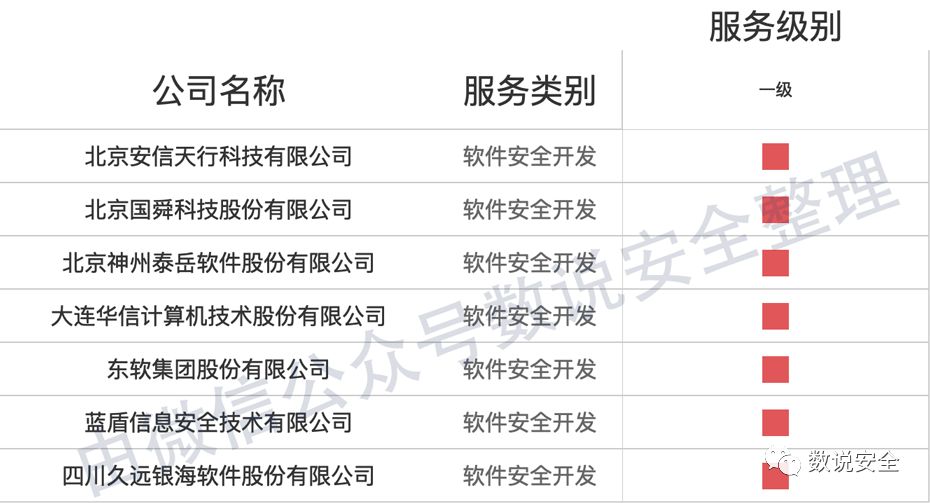 服务级别
公司名称 服务类别 一级
北京安信天行科技有限公司 软件安全开发
北京国舜科技股份有限公司 软件安全开发
北京神州泰岳软件股份有限公司 软件安全开发
大连华信计算机技术股份有限公司 软件安全开发
东软集团股份有限公司 软件安全开发
蓝盾信息安全技术有限公司 软件安全开发
四川久远银海软件股份有限公司 软件安全开发
由微信公众号数说安全整理
数说安全